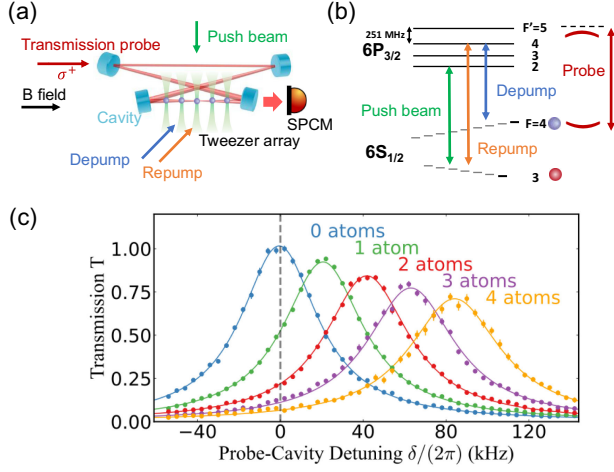 (a)
Transmission probe
σ⁺
B field
Push beam
Cavity
SPCM
Tweezer array
Depump
Repump
(b)
251 MHz
6P3/2
F'=5
4
3
2
Probe
Push beam
Depump
Repump
F=4
6S1/2
3
(c)
0 atoms
1 atom
2 atoms
3 atoms
4 atoms
Transmission T
1.00
0.75
0.50
0.25
0.00
−40
0
40
80
120
Probe-Cavity Detuning δ/(2π) (kHz)